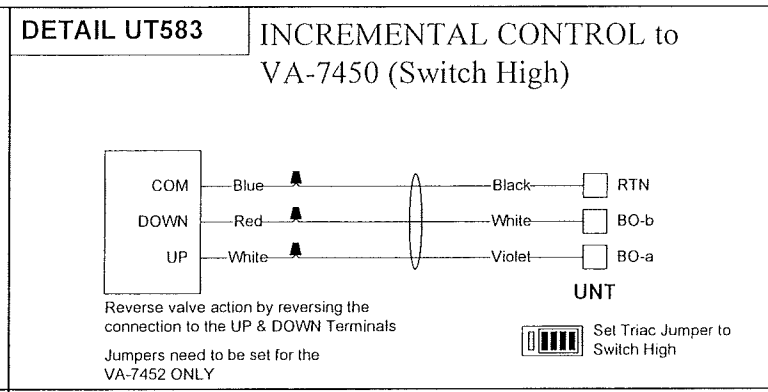 DETAIL UT583
INCREMENTAL CONTROL to
VA-7450 (Switch High)
COM Blue Black RTN
DOWN Red White BO-b
UP White Violet BO-a
UNT
Reverse valve action by reversing the
connection to the UP & DOWN Terminals
Jumpers need to be set for the
VA-7452 ONLY
Set Triac Jumper to
Switch High